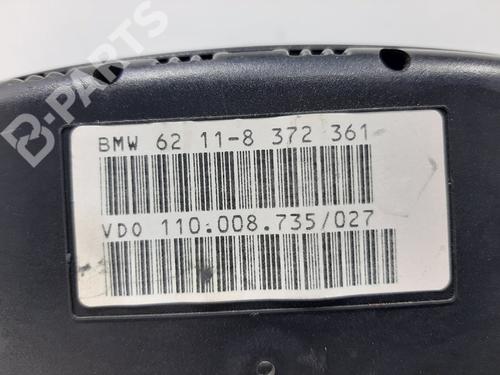 B-PARTS
BMW 62 11-8 372 361
VDO 110.008.735/027